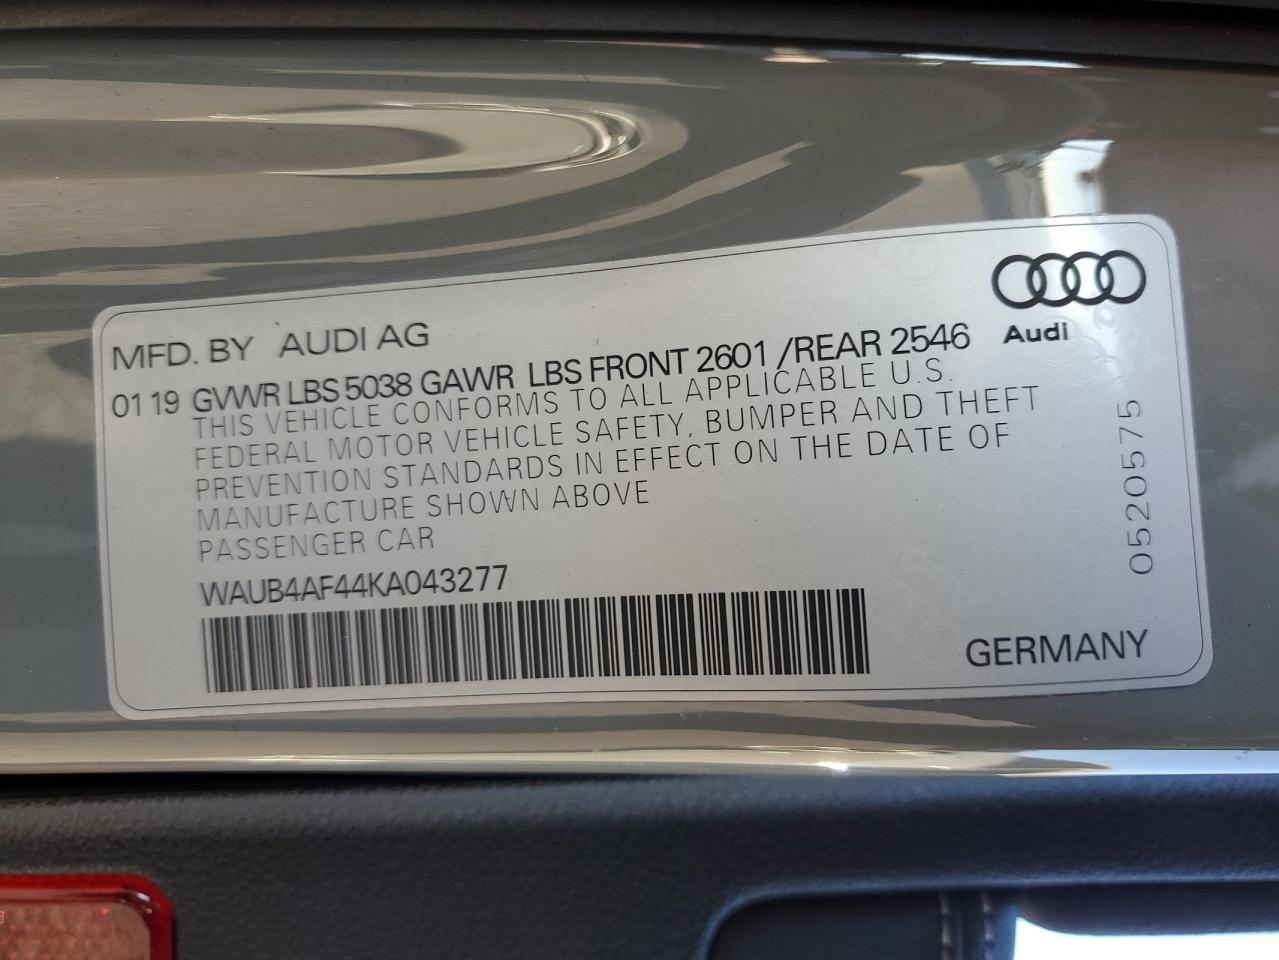 MFD. BY AUDI AG
Audi
01 19 GVWR LBS 5038 GAWR LBS FRONT 2601 /REAR 2546
THIS VEHICLE CONFORMS TO ALL APPLICABLE U.S.
FEDERAL MOTOR VEHICLE SAFETY, BUMPER AND THEFT
PREVENTION STANDARDS IN EFFECT ON THE DATE OF
MANUFACTURE SHOWN ABOVE
PASSENGER CAR
WAUB4AF44KA043277
GERMANY
0520575